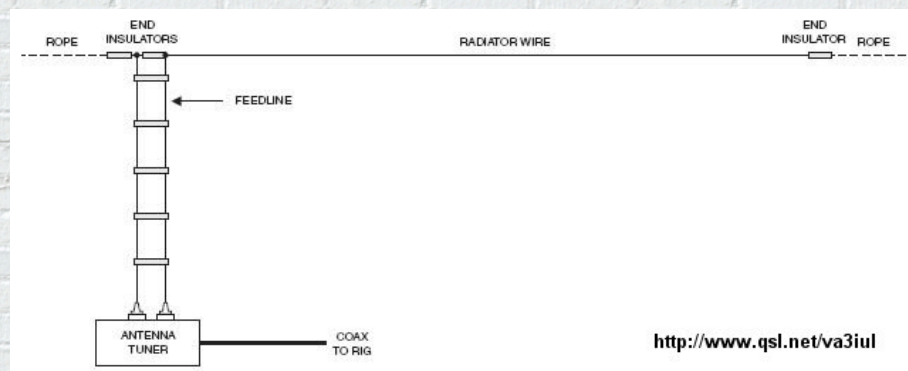 END
INSULATORS
ROPE
RADIATOR WIRE
END
INSULATOR
ROPE
FEEDLINE
ANTENNA
TUNER
COAX
TO RIG
http://www.qsl.net/va3iul